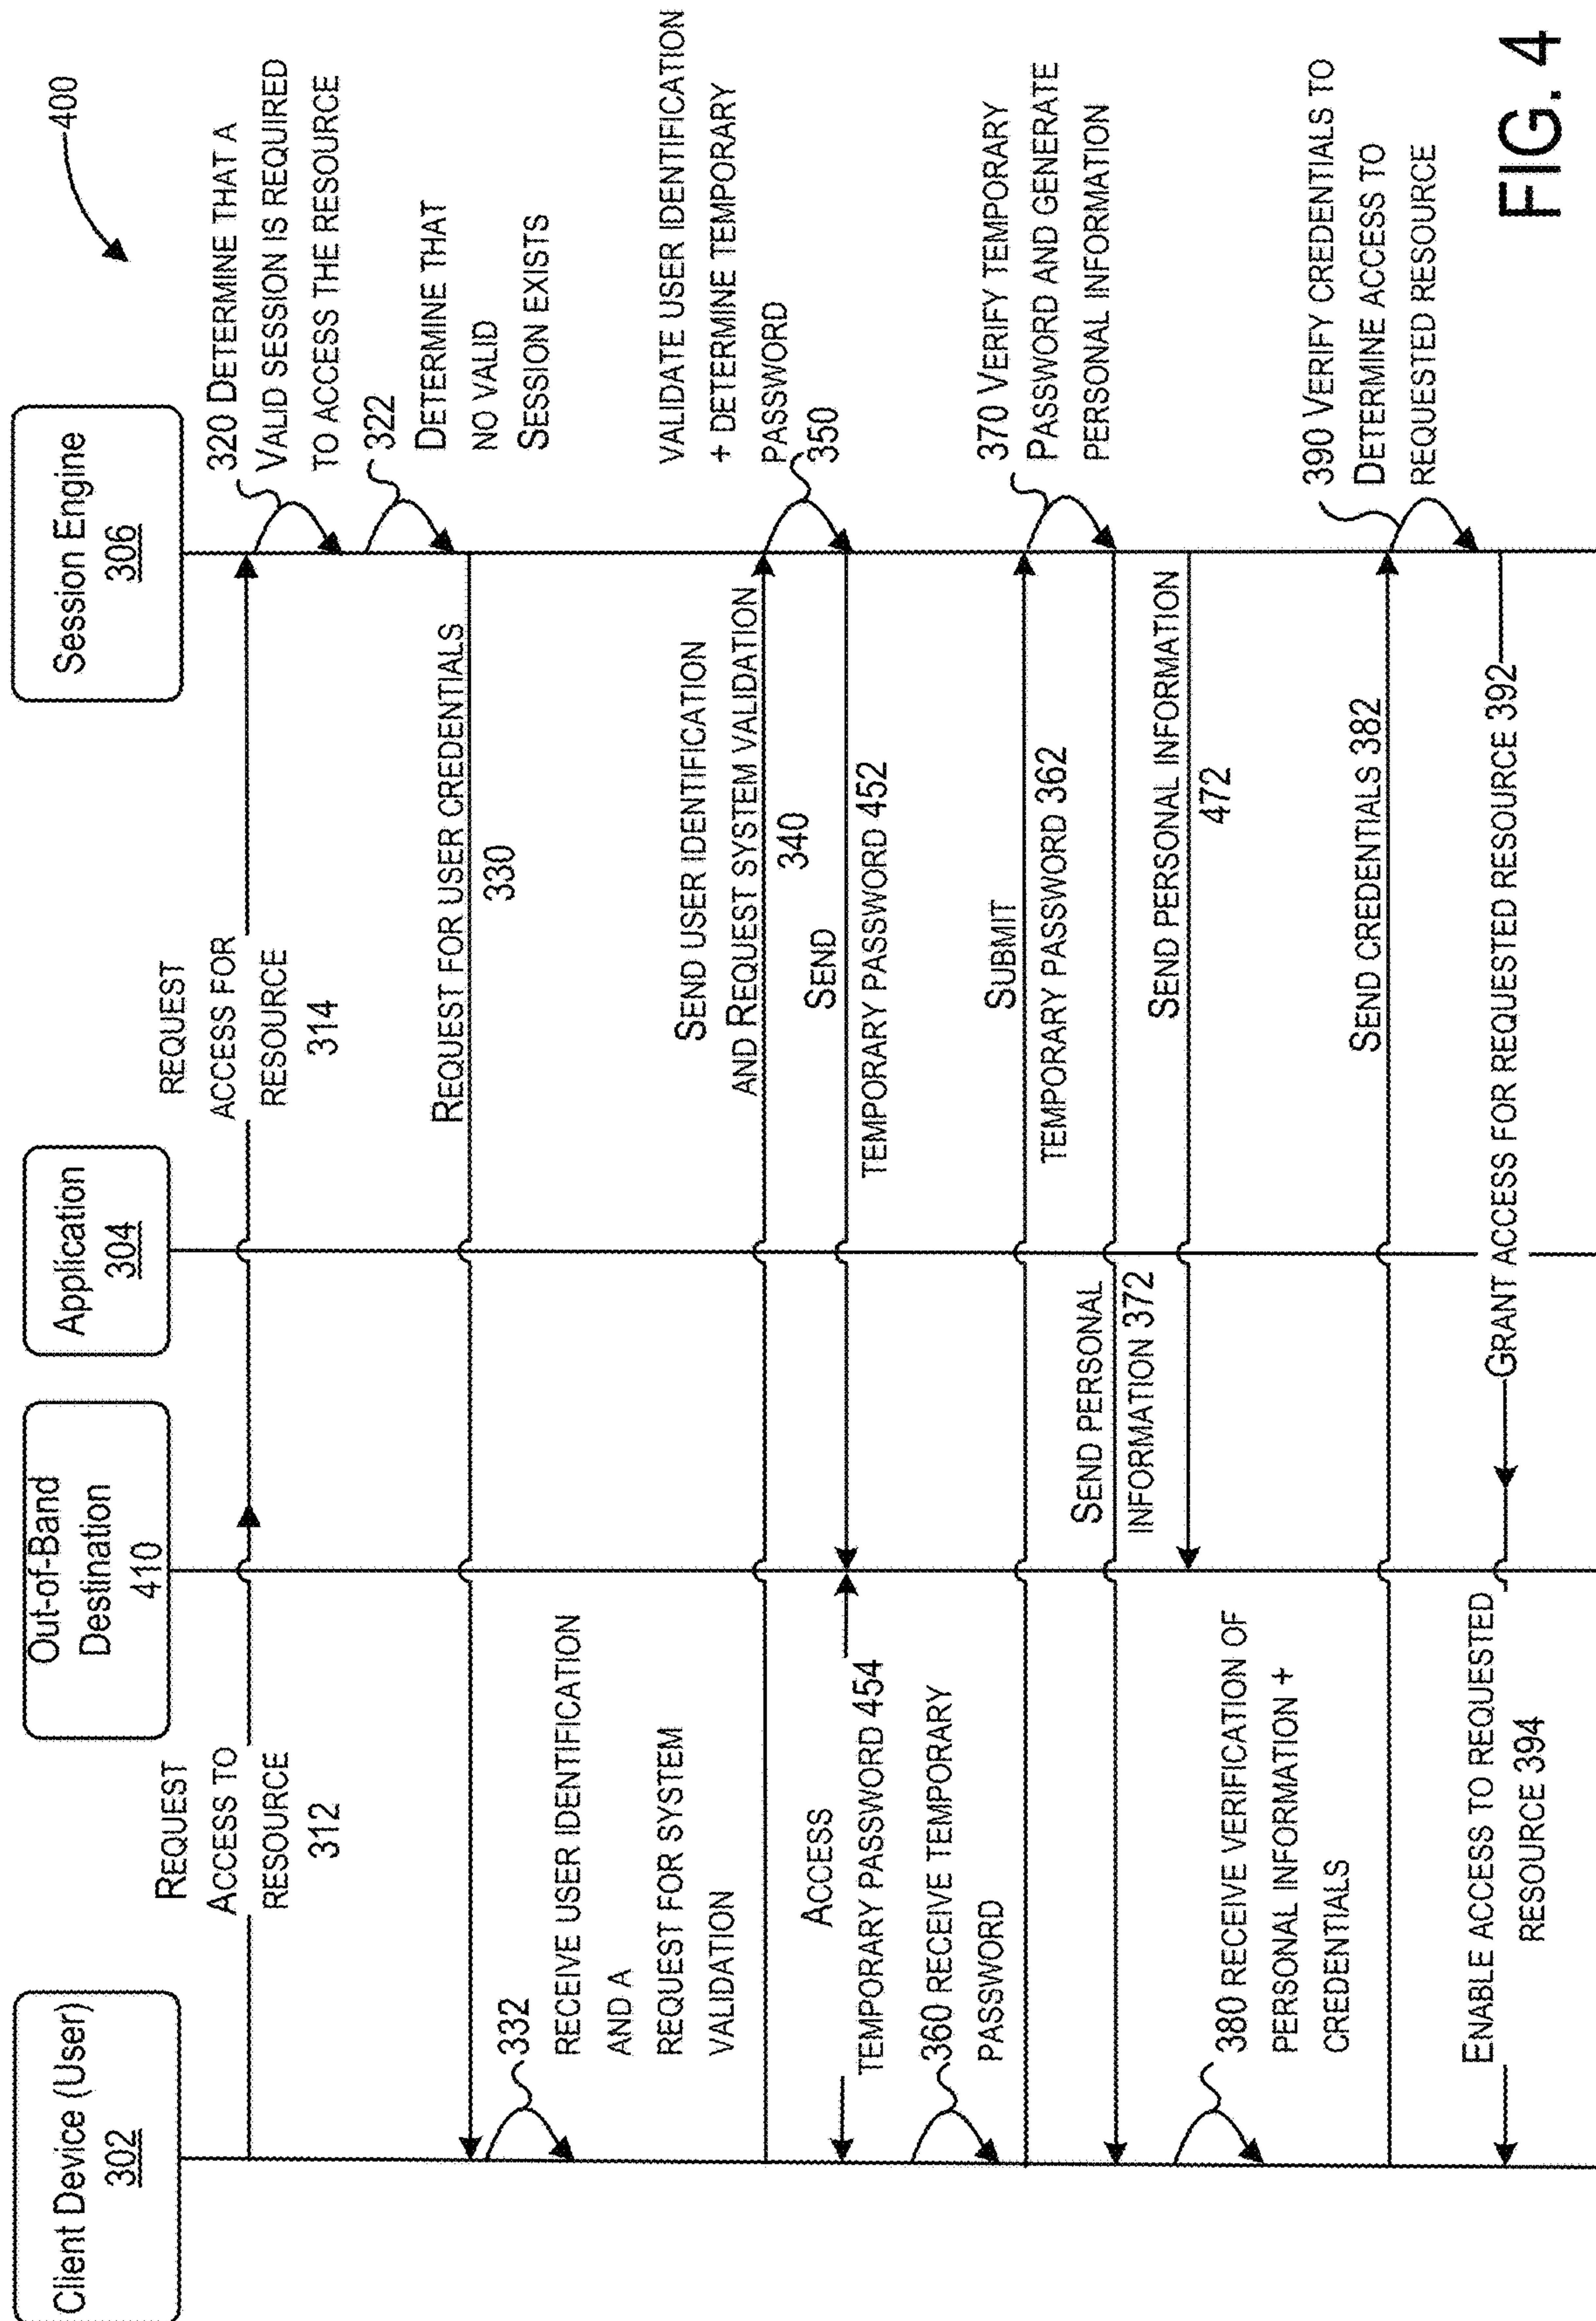 400
Client Device (User)
302
Out-of-Band
Destination
410
Application
304
Session Engine
306
REQUEST
ACCESS TO
RESOURCE
312
REQUEST
ACCESS FOR
RESOURCE
314
320 DETERMINE THAT A
VALID SESSION IS REQUIRED
TO ACCESS THE RESOURCE
322
DETERMINE THAT
NO VALID
SESSION EXISTS
REQUEST FOR USER CREDENTIALS
330
332
RECEIVE USER IDENTIFICATION
AND A
REQUEST FOR SYSTEM
VALIDATION
SEND USER IDENTIFICATION
AND REQUEST SYSTEM VALIDATION
340
VALIDATE USER IDENTIFICATION
+ DETERMINE TEMPORARY
PASSWORD
350
SEND
TEMPORARY PASSWORD 452
ACCESS
TEMPORARY PASSWORD 454
360 RECEIVE TEMPORARY
PASSWORD
SUBMIT
TEMPORARY PASSWORD 362
370 VERIFY TEMPORARY
PASSWORD AND GENERATE
PERSONAL INFORMATION
SEND PERSONAL
INFORMATION 372
SEND PERSONAL INFORMATION
472
380 RECEIVE VERIFICATION OF
PERSONAL INFORMATION +
CREDENTIALS
SEND CREDENTIALS 382
390 VERIFY CREDENTIALS TO
DETERMINE ACCESS TO
REQUESTED RESOURCE
GRANT ACCESS FOR REQUESTED RESOURCE 392
ENABLE ACCESS TO REQUESTED
RESOURCE 394
FIG. 4